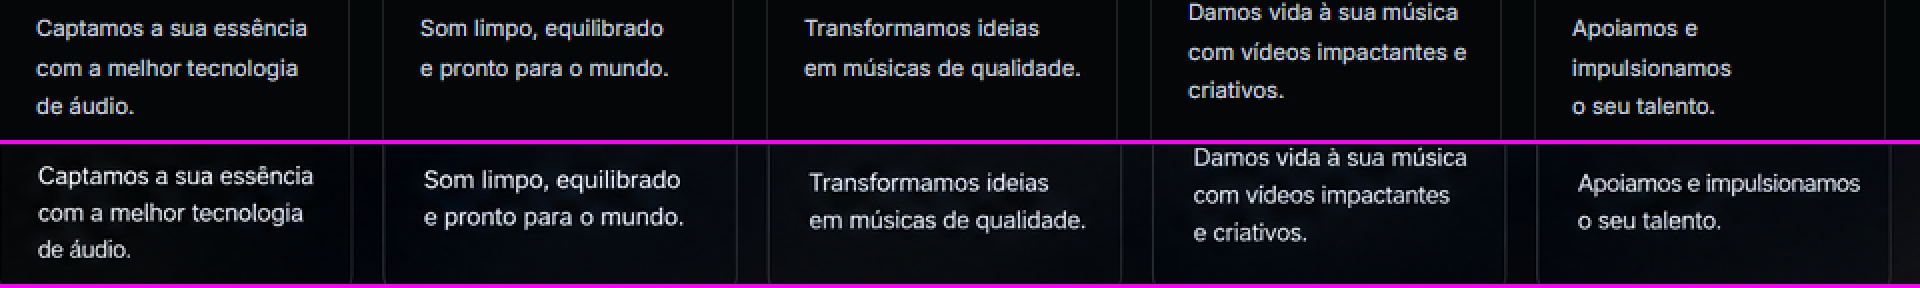 Captamos a sua essência
com a melhor tecnologia
de áudio.
Som limpo, equilibrado
e pronto para o mundo.
Transformamos ideias
em músicas de qualidade.
Damos vida à sua música
com vídeos impactantes e
criativos.
Apoiamos e
impulsionamos
o seu talento.
Captamos a sua essência
com a melhor tecnologia
de áudio.
Som limpo, equilibrado
e pronto para o mundo.
Transformamos ideias
em músicas de qualidade.
Damos vida à sua música
com vídeos impactantes
e criativos.
Apoiamos e impulsionamos
o seu talento.